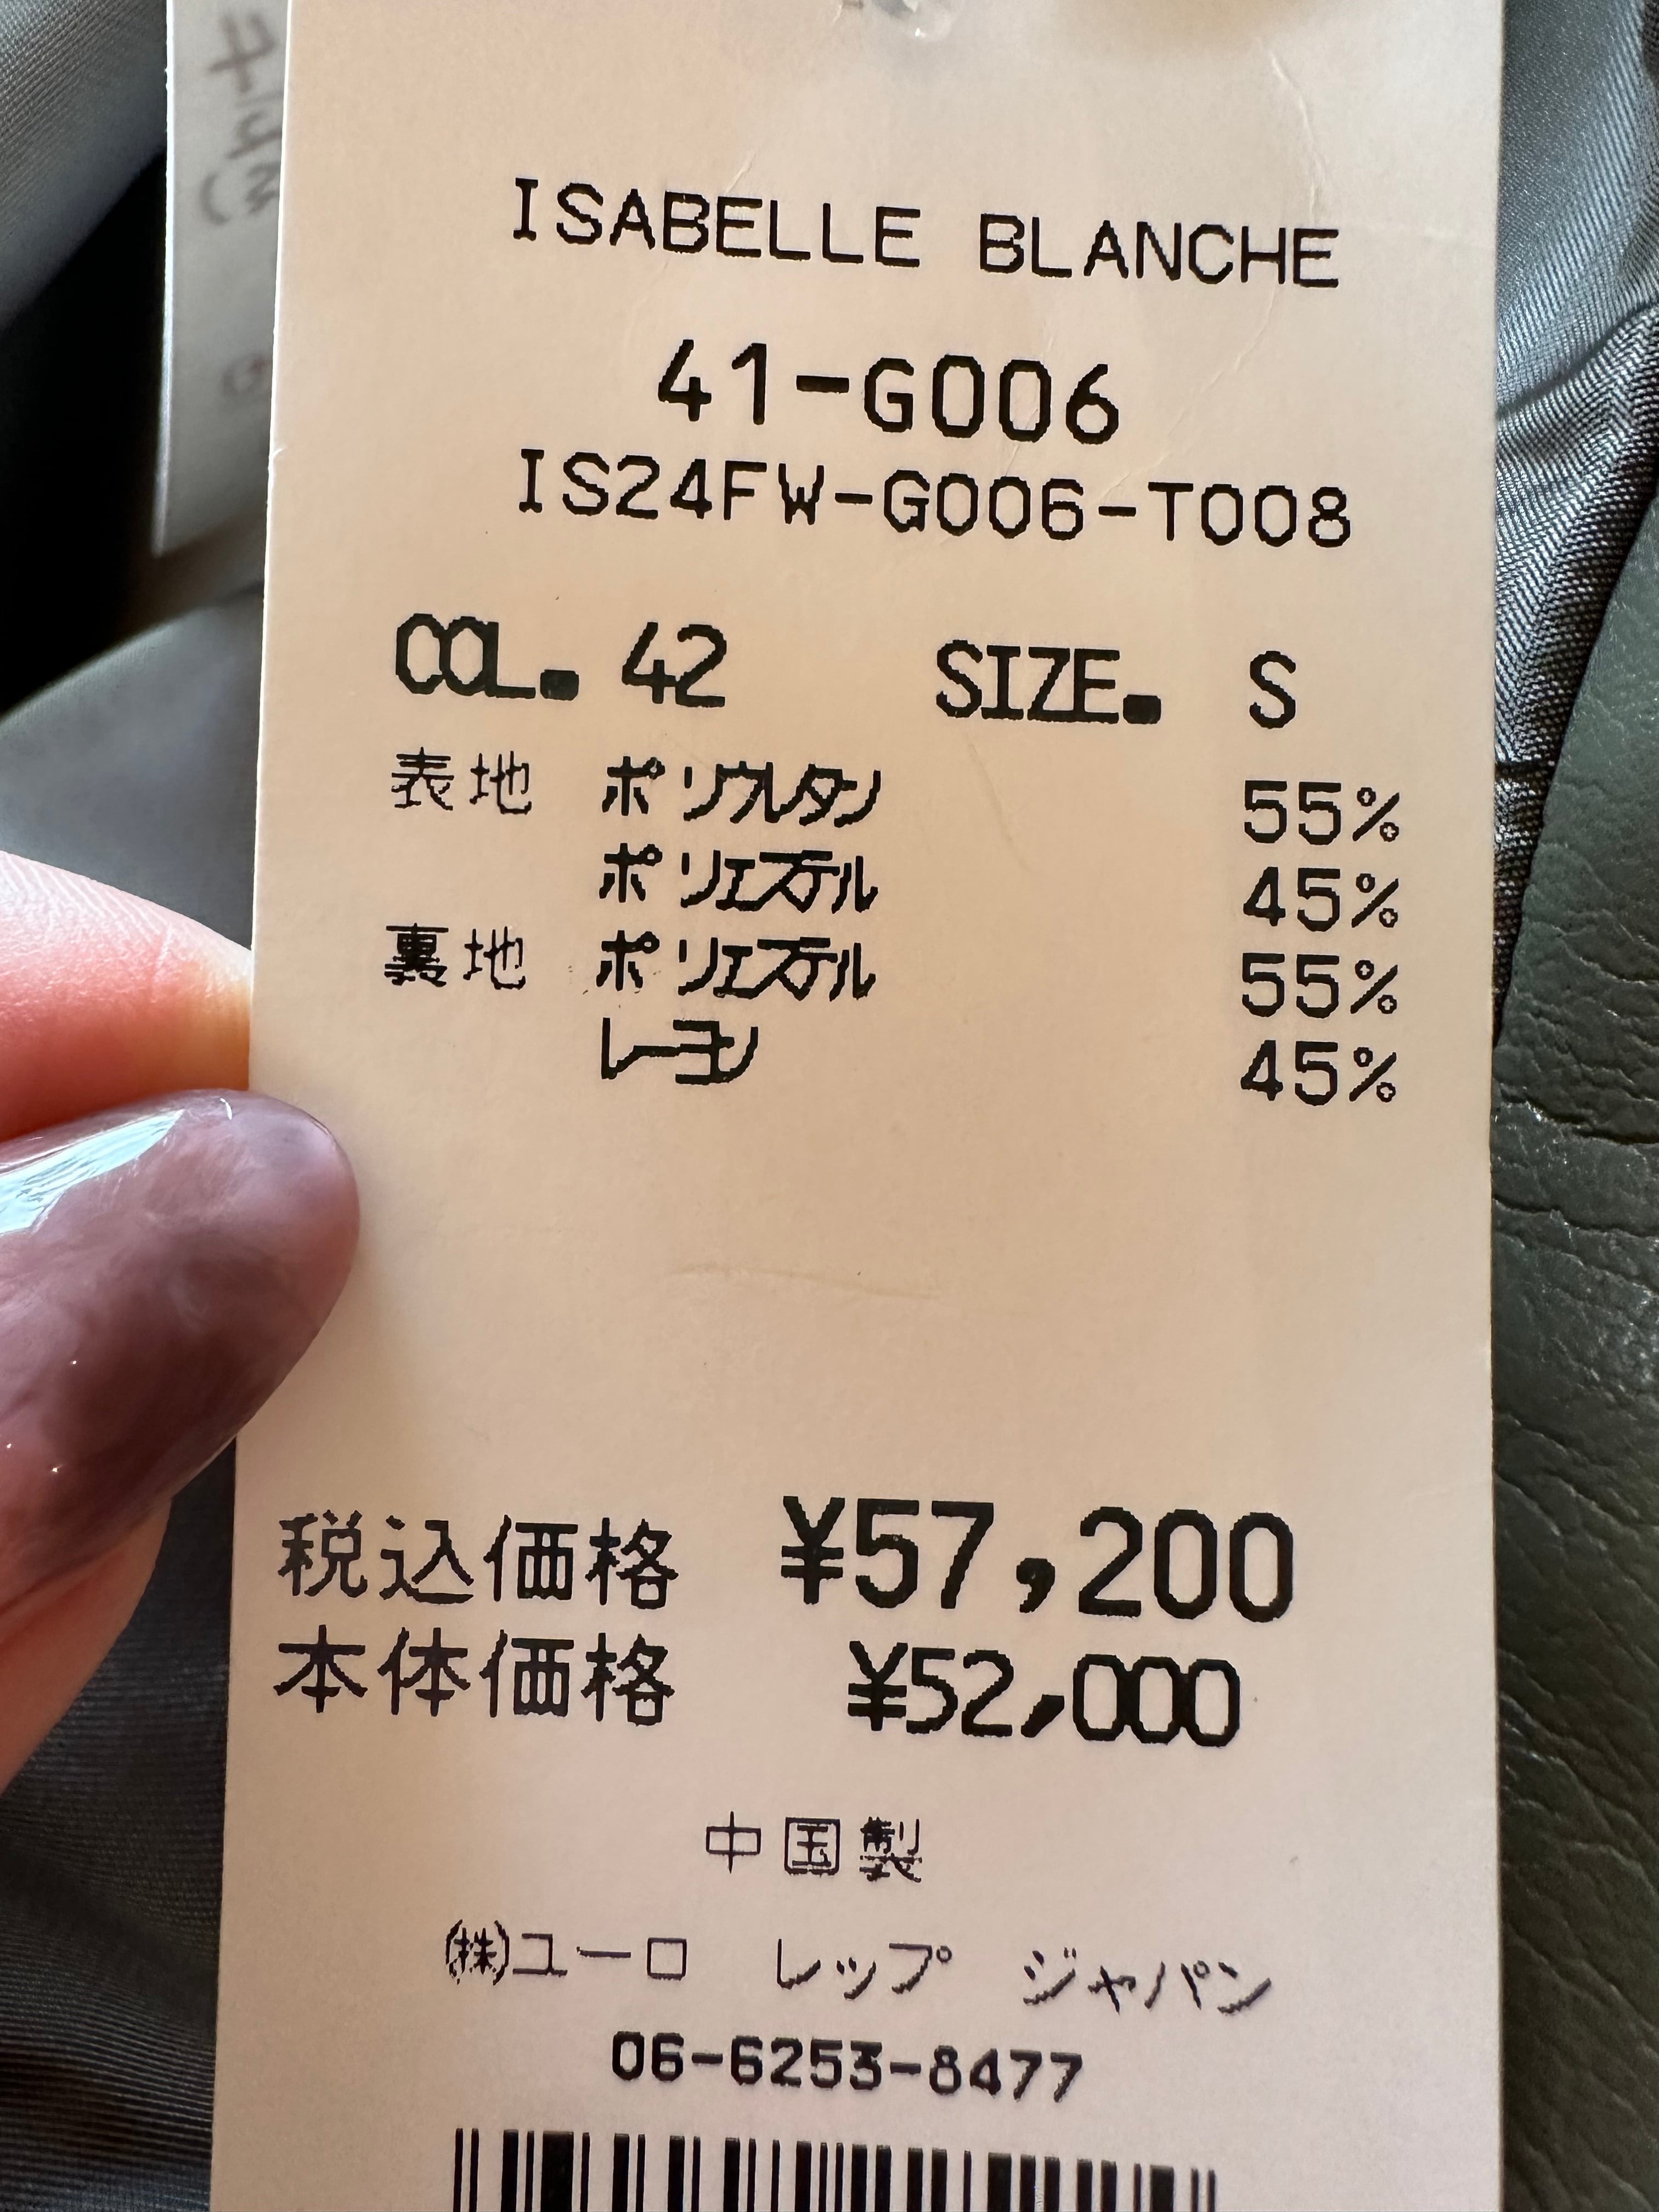 ISABELLE BLANCHE
41-G006
IS24FW-G006-T008
COL. 42 SIZE. S
表地 ポリウレタン 55%
ポリエステル 45%
裏地 ポリエステル 55%
レーヨン 45%
税込価格 ¥57,200
本体価格 ¥52,000
中国製
㈱ユーロ レップ ジャパン
06-6253-8477